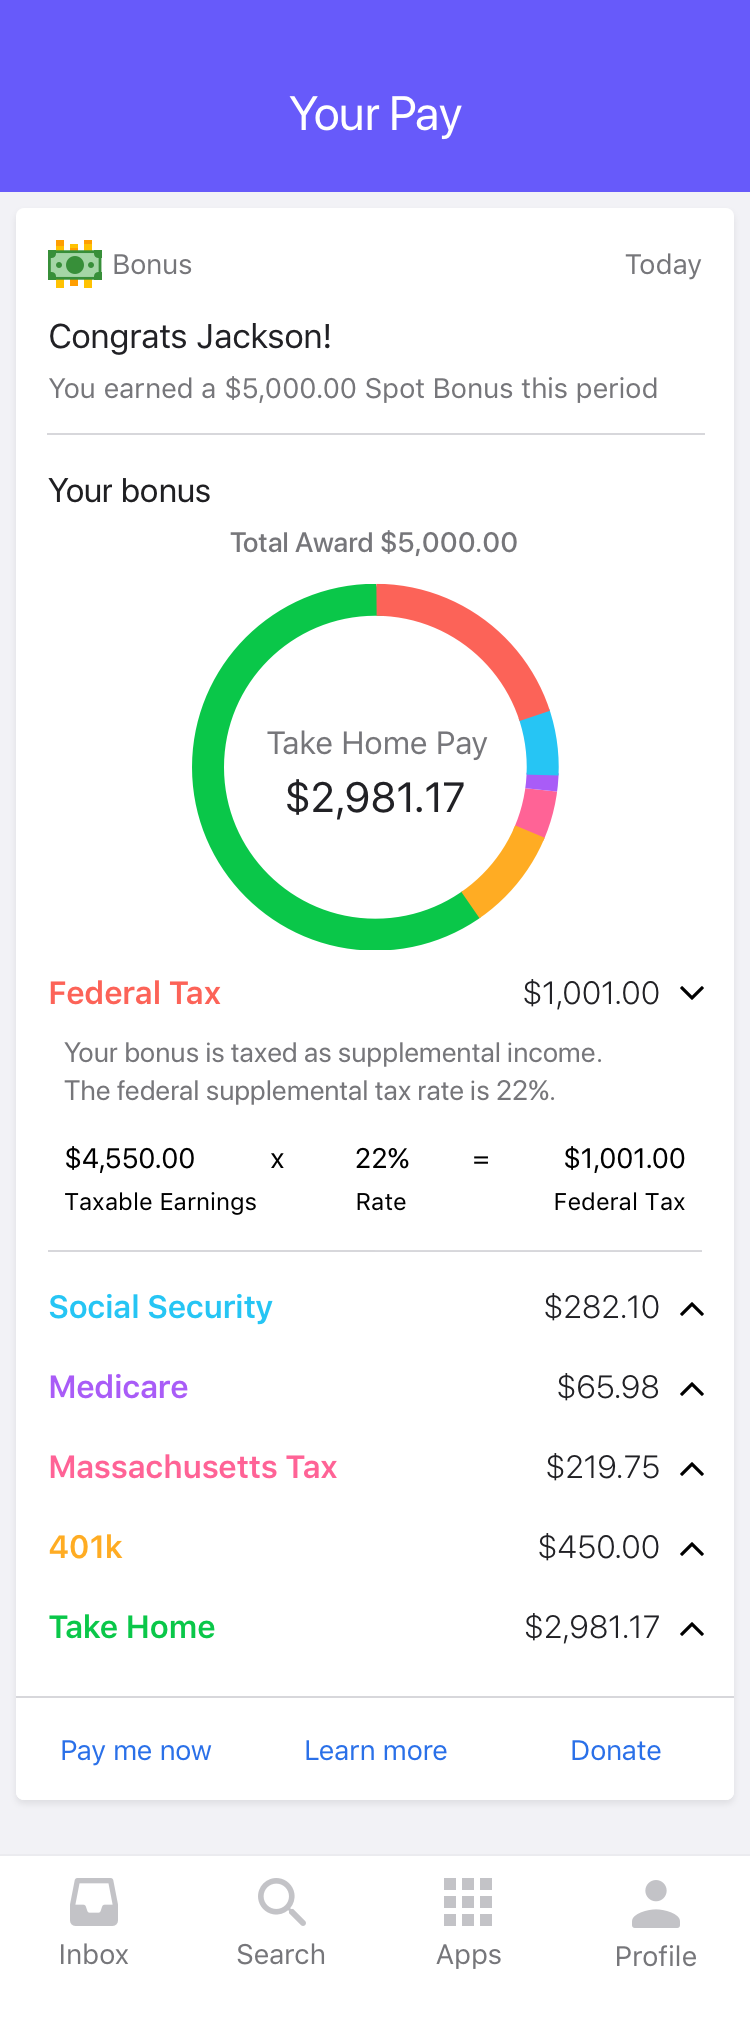 Your Pay
Bonus Today
Congrats Jackson!
You earned a $5,000.00 Spot Bonus this period
Your bonus
Total Award $5,000.00
Take Home Pay
$2,981.17
Federal Tax $1,001.00
Your bonus is taxed as supplemental income.
The federal supplemental tax rate is 22%.
$4,550.00 x 22% = $1,001.00
Taxable Earnings Rate Federal Tax
Social Security $282.10
Medicare $65.98
Massachusetts Tax $219.75
401k $450.00
Take Home $2,981.17
Pay me now Learn more Donate
Inbox Search Apps Profile